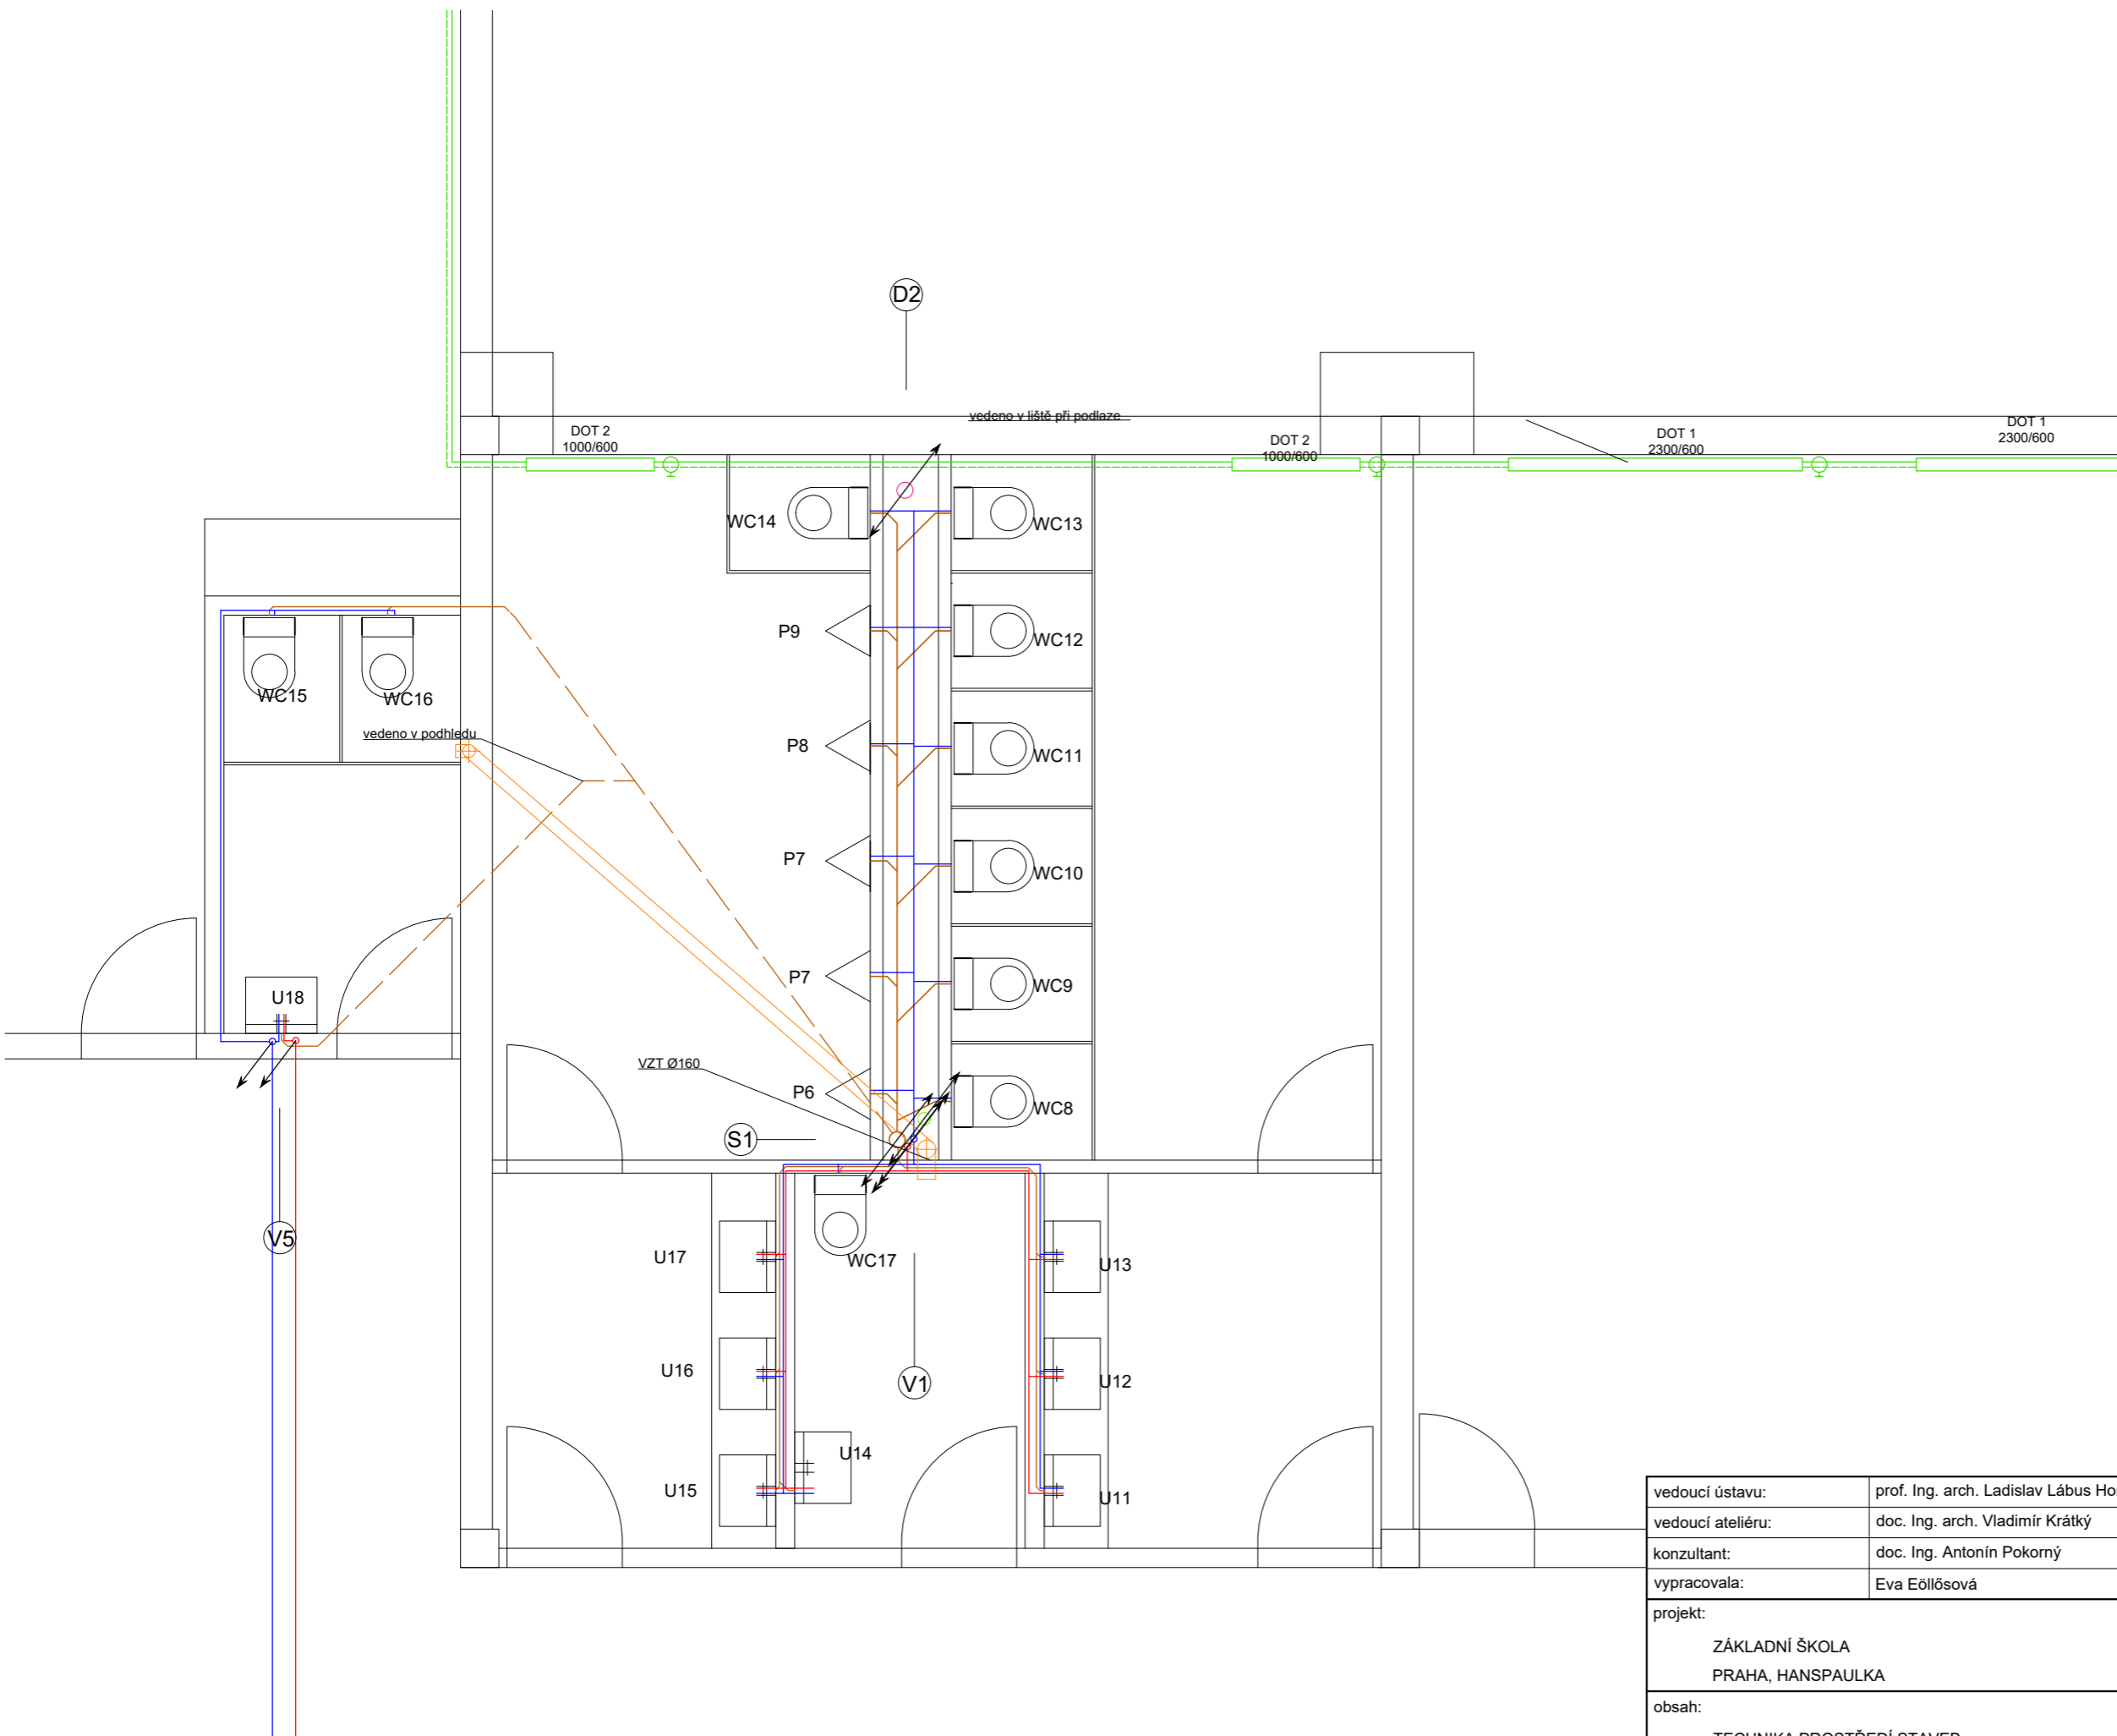 D2
vedeno v liště při podlaze
DOT 2
1000/600
DOT 2
1000/600
DOT 1
2300/600
DOT 1
2300/600
WC14
WC13
P9
WC12
WC15
WC16
vedeno v podhledu
P8
WC11
P7
WC10
P7
WC9
U18
VZT Ø160
P6
WC8
S1
V5
U17
WC17
U13
U16
V1
U12
U14
U15
U11
vedoucí ústavu:
prof. Ing. arch. Ladislav Lábus
vedoucí ateliéru:
doc. Ing. arch. Vladimír Krátký
konzultant:
doc. Ing. Antonín Pokorný
vypracovala:
Eva Eöllősová
projekt:
ZÁKLADNÍ ŠKOLA
PRAHA, HANSPAULKA
obsah:
TECHNIKA PROSTŘEDÍ STAVEB